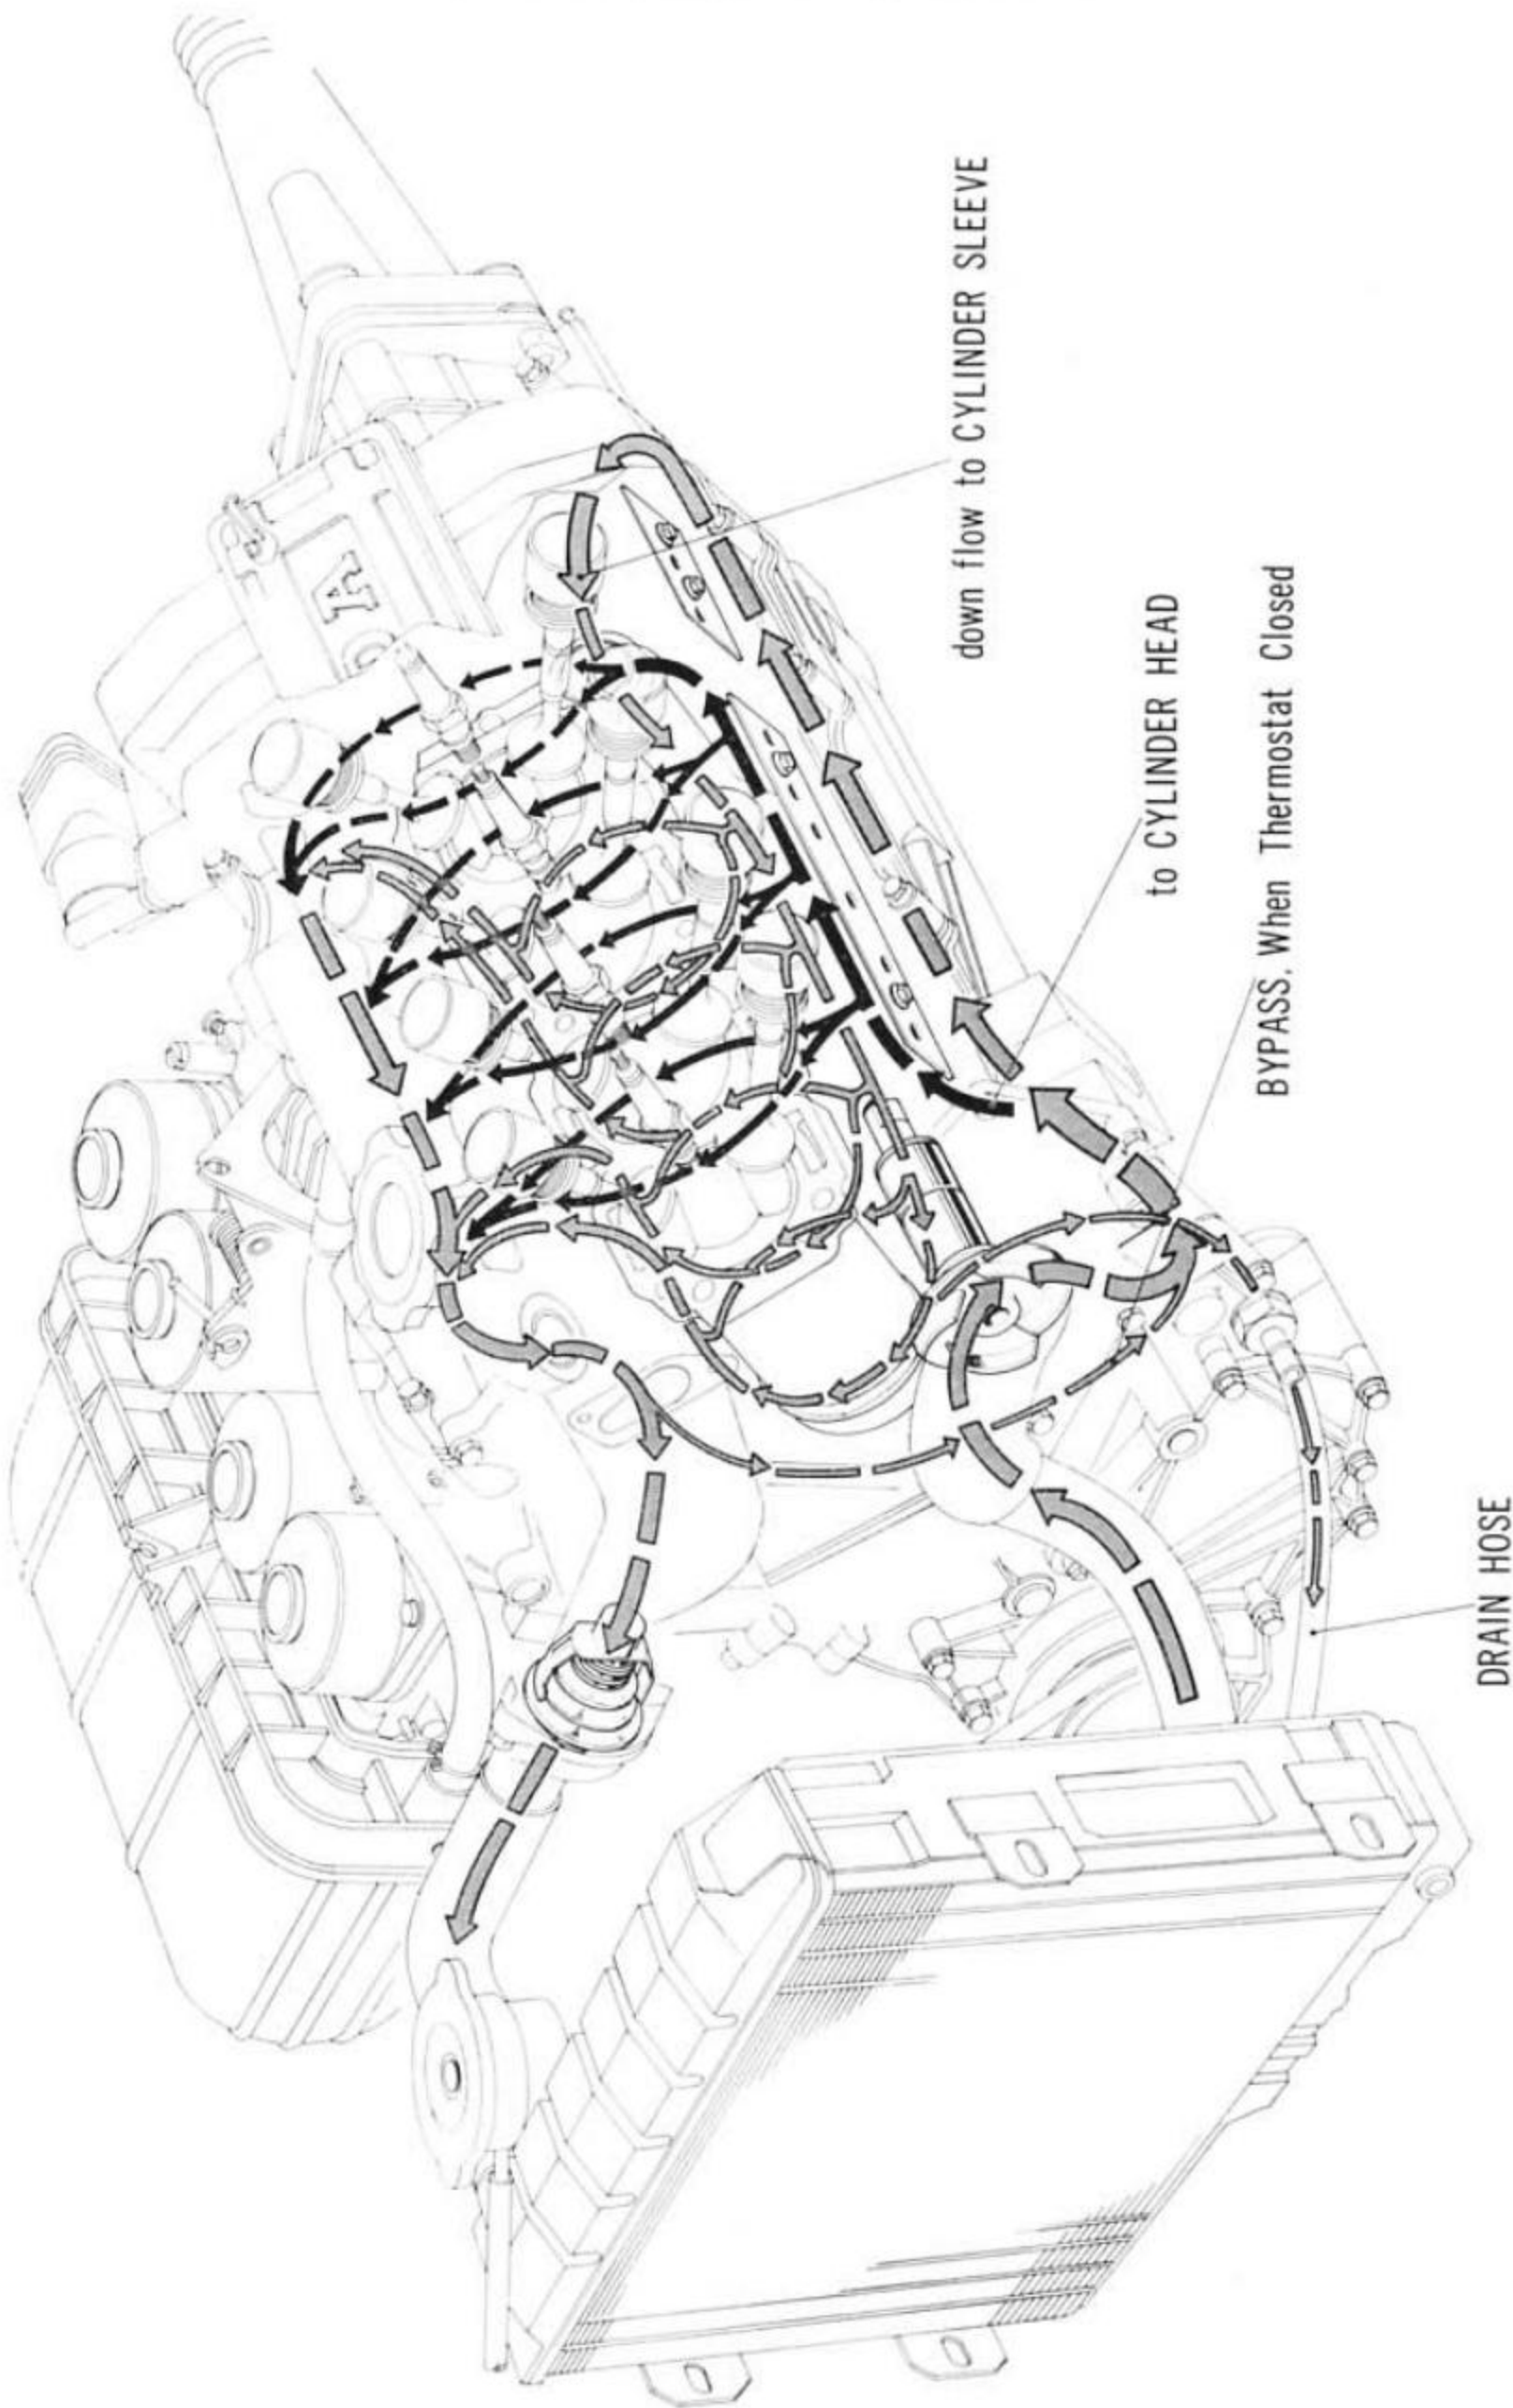 down flow to CYLINDER SLEEVE
to CYLINDER HEAD
BYPASS, When Thermostat Closed
DRAIN HOSE